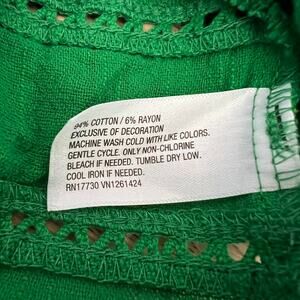 94% COTTON / 6% RAYON
EXCLUSIVE OF DECORATION
MACHINE WASH COLD WITH LIKE COLORS.
GENTLE CYCLE. ONLY NON-CHLORINE
BLEACH IF NEEDED. TUMBLE DRY LOW.
COOL IRON IF NEEDED.
RN17730 VN1261424